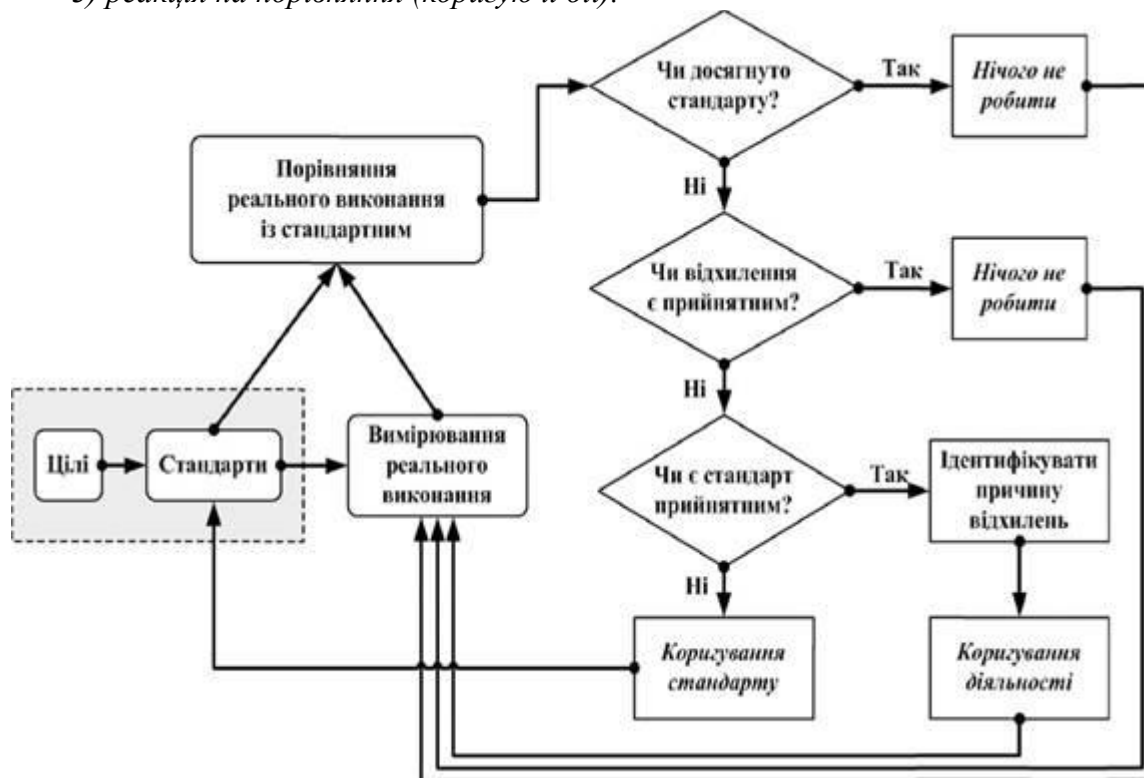 3) реакція на порівняння (коригую й дії).
Чи досягнуто
стандарту?
Так
Нічого не
робити
Порівняння
реального виконання
із стандартним
Ні
Чи відхилення
є прийнятним?
Так
Нічого не
робити
Ні
Цілі
Стандарти
Вимірювання
реального
виконання
Чи є стандарт
прийнятним?
Так
Ідентифікувати
причину
відхилень
Ні
Коригування
стандарту
Коригування
діяльності